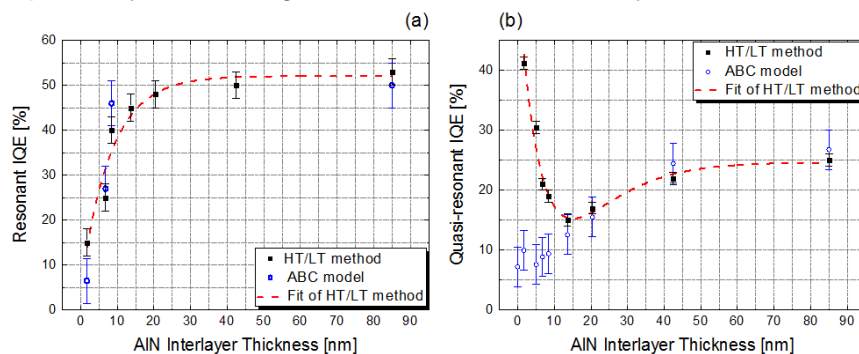 (a)
60
50
40
30
20
10
0
Resonant IQE [%]
HT/LT method
ABC model
Fit of HT/LT method
0 10 20 30 40 50 60 70 80 90
AlN Interlayer Thickness [nm]
(b)
40
30
20
10
0
Quasi-resonant IQE [%]
HT/LT method
ABC model
Fit of HT/LT method
0 10 20 30 40 50 60 70 80 90
AlN Interlayer Thickness [nm]